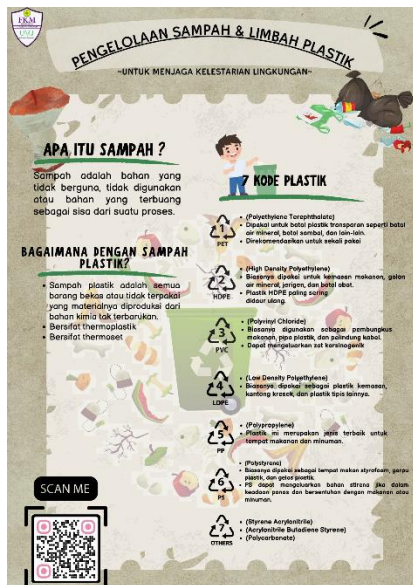 FKM
PENGELOLAAN SAMPAH & LIMBAH PLASTIK
~UNTUK MENJAGA KELESTARIAN LINGKUNGAN~
APA ITU SAMPAH ?
Sampah adalah bahan yang
tidak berguna, tidak digunakan
atau bahan yang terbuang
sebagai sisa dari suatu proses.
BAGAIMANA DENGAN SAMPAH
PLASTIK?
• Sampah plastik adalah semua
barang bekas atau tidak terpakai
yang materialnya diproduksi dari
bahan kimia tak terbarukan.
• Bersifat thermoplastik
• Bersifat thermoset
SCAN ME
7 KODE PLASTIK
1
PET
• (Polyethylene Terephthalate)
• Dipakai untuk botol plastik transparan seperti botol
air mineral, botol sambal, dan lain-lain.
• Direkomendasikan untuk sekali pakai
2
HDPE
• (High Density Polyethylene)
• Biasanya dipakai untuk kemasan makanan, galon
air mineral, jerigen, dan botol obat.
• Plastik HDPE paling sering
didaur ulang.
3
PVC
• (Polyvinyl Chloride)
• Biasanya digunakan sebagai pembungkus
makanan, pipa plastik, dan pelindung kabel.
• Dapat mengeluarkan zat karsinogenik
4
LDPE
• (Low Density Polyethylene)
• Biasanya dipakai sebagai plastik kemasan,
kantong kresek, dan plastik tipis lainnya.
5
PP
• (Polypropylene)
• Plastik ini merupakan jenis terbaik untuk
tempat makanan dan minuman.
6
PS
• (Polystyrene)
• Biasanya dipakai sebagai tempat makan styrofoam, garpu
plastik, dan gelas plastik.
• PS dapat mengeluarkan bahan stirena jika dalam
keadaan panas dan bersentuhan dengan makanan atau
minuman.
7
OTHERS
• (Styrene Acrylonitrile)
• (Acrylonitrile Butadiene Styrene)
• (Polycarbonate)